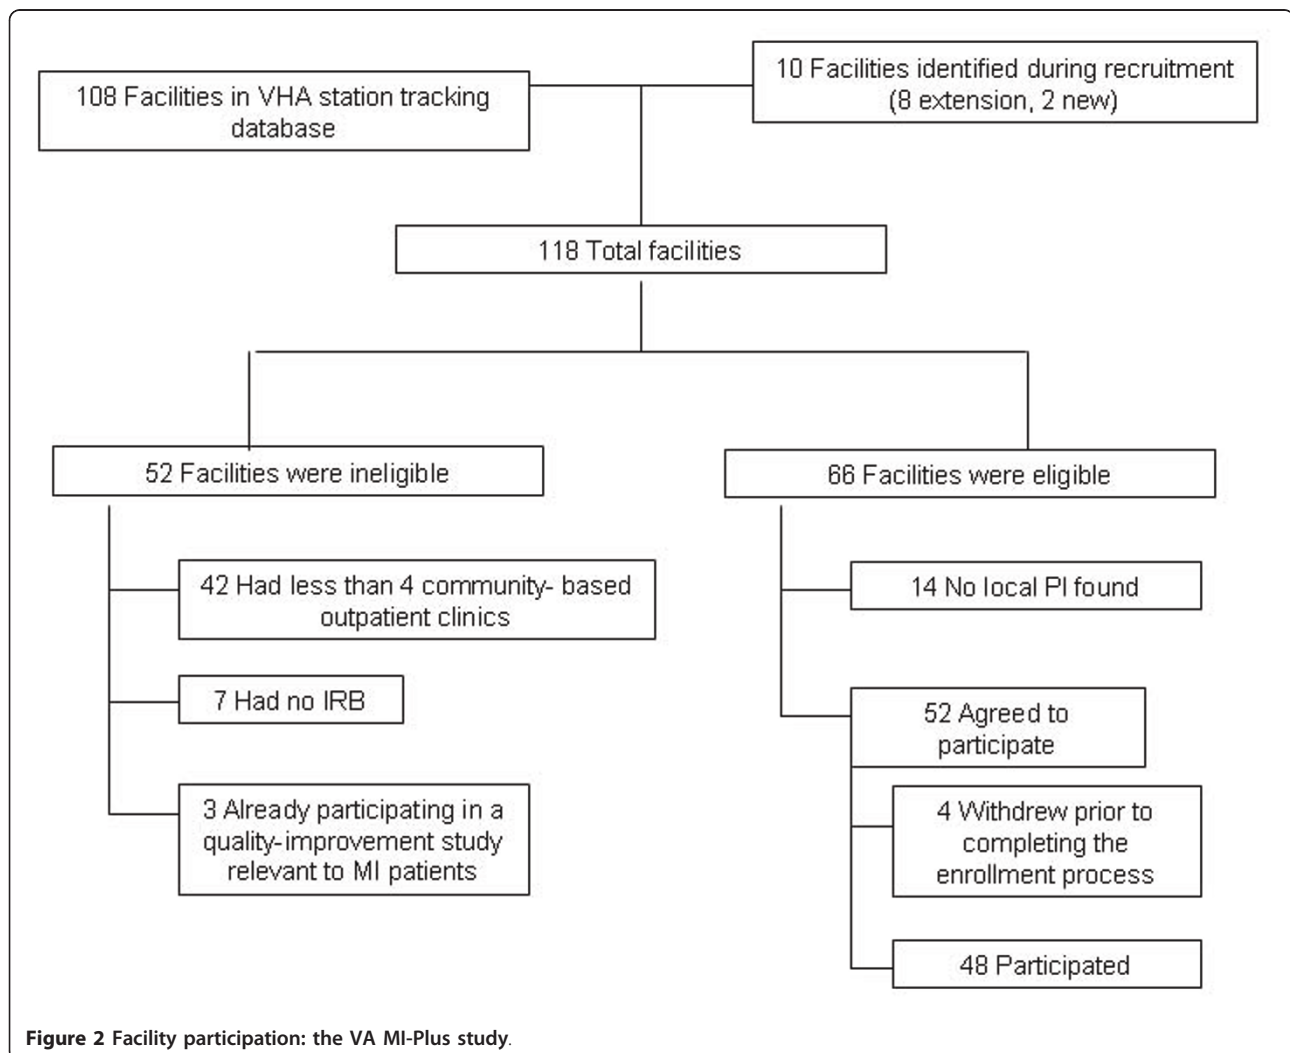 108 Facilities in VHA station tracking
database
10 Facilities identified during recruitment
(8 extension, 2 new)
118 Total facilities
52 Facilities were ineligible
66 Facilities were eligible
42 Had less than 4 community- based
outpatient clinics
14 No local PI found
7 Had no IRB
52 Agreed to
participate
3 Already participating in a
quality-improvement study
relevant to MI patients
4 Withdrew prior to
completing the
enrollment process
48 Participated
Figure 2 Facility participation: the VA MI-Plus study.